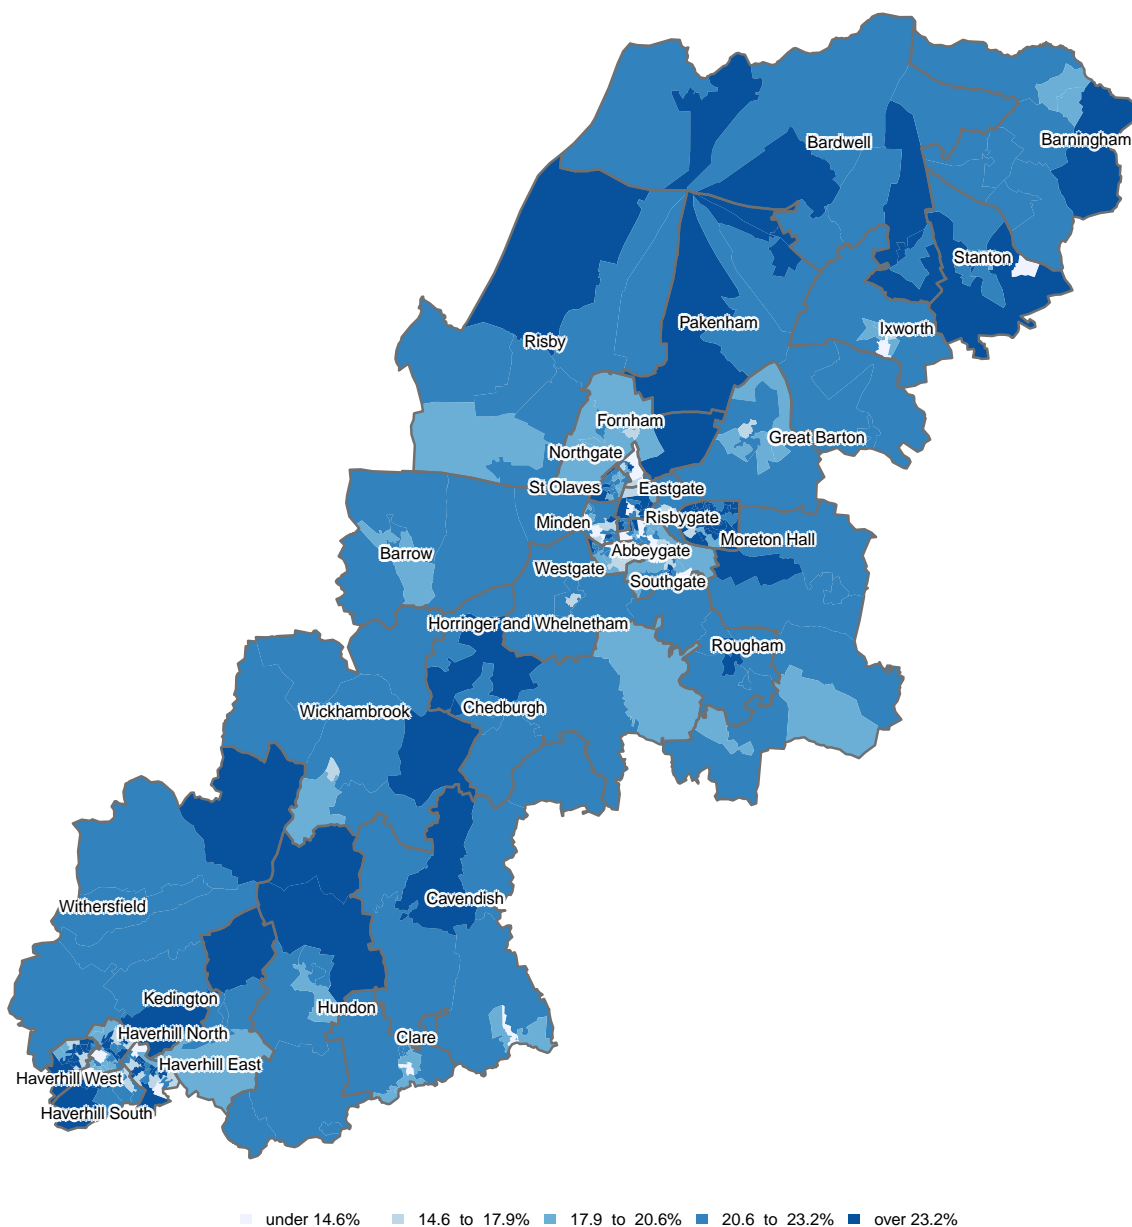 Bardwell
Barningham
Stanton
Pakenham
Ixworth
Risby
Fornham
Great Barton
Northgate
St Olaves
Eastgate
Minden
Risbygate
Moreton Hall
Abbeygate
Barrow
Westgate
Southgate
Horringer and Whelnetham
Rougham
Wickhambrook
Chedburgh
Cavendish
Withersfield
Kedington
Hundon
Haverhill North
Clare
Haverhill East
Haverhill West
Haverhill South
under 14.6% 14.6 to 17.9% 17.9 to 20.6% 20.6 to 23.2% over 23.2%